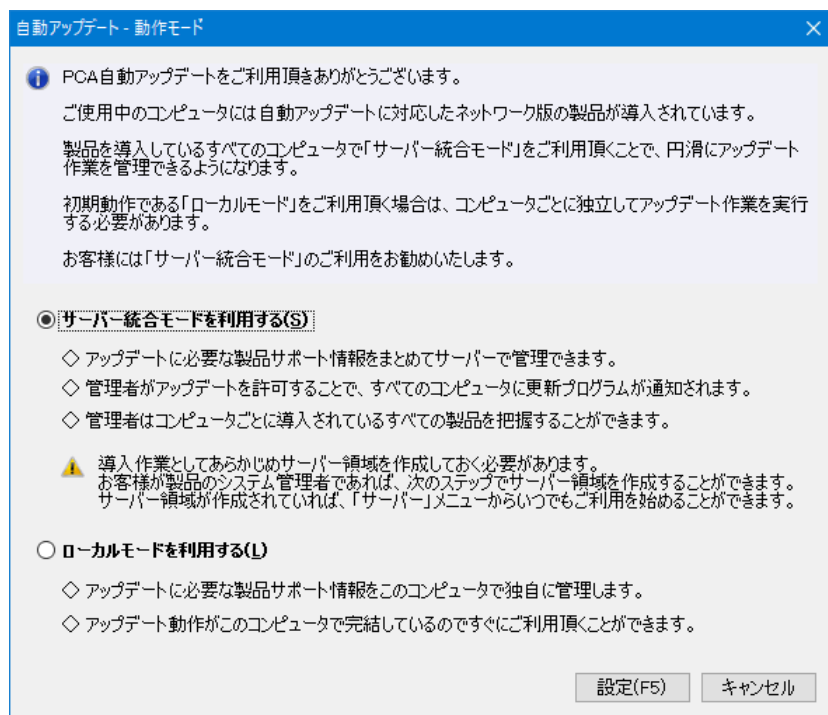 自動アップデート - 動作モード
PCA自動アップデートをご利用頂きありがとうございます。
ご使用中のコンピュータには自動アップデートに対応したネットワーク版の製品が導入されています。
製品を導入しているすべてのコンピュータで「サーバー統合モード」をご利用頂くことで、円滑にアップデート
作業を管理できるようになります。
初期動作である「ローカルモード」をご利用頂く場合は、コンピュータごとに独立してアップデート作業を実行
する必要があります。
お客様には「サーバー統合モード」のご利用をお勧めいたします。
サーバー統合モードを利用する(S)
◇ アップデートに必要な製品サポート情報をまとめてサーバーで管理できます。
◇ 管理者がアップデートを許可することで、すべてのコンピュータに更新プログラムが通知されます。
◇ 管理者はコンピュータごとに導入されているすべての製品を把握することができます。
導入作業としてあらかじめサーバー領域を作成しておく必要があります。
お客様が製品のシステム管理者であれば、次のステップでサーバー領域を作成することができます。
サーバー領域が作成されていれば、「サーバー」メニューからいつでもご利用を始めることができます。
ローカルモードを利用する(L)
◇ アップデートに必要な製品サポート情報をこのコンピュータで独自に管理します。
◇ アップデート動作がこのコンピュータで完結しているのですぐにご利用頂くことができます。
設定(F5)
キャンセル